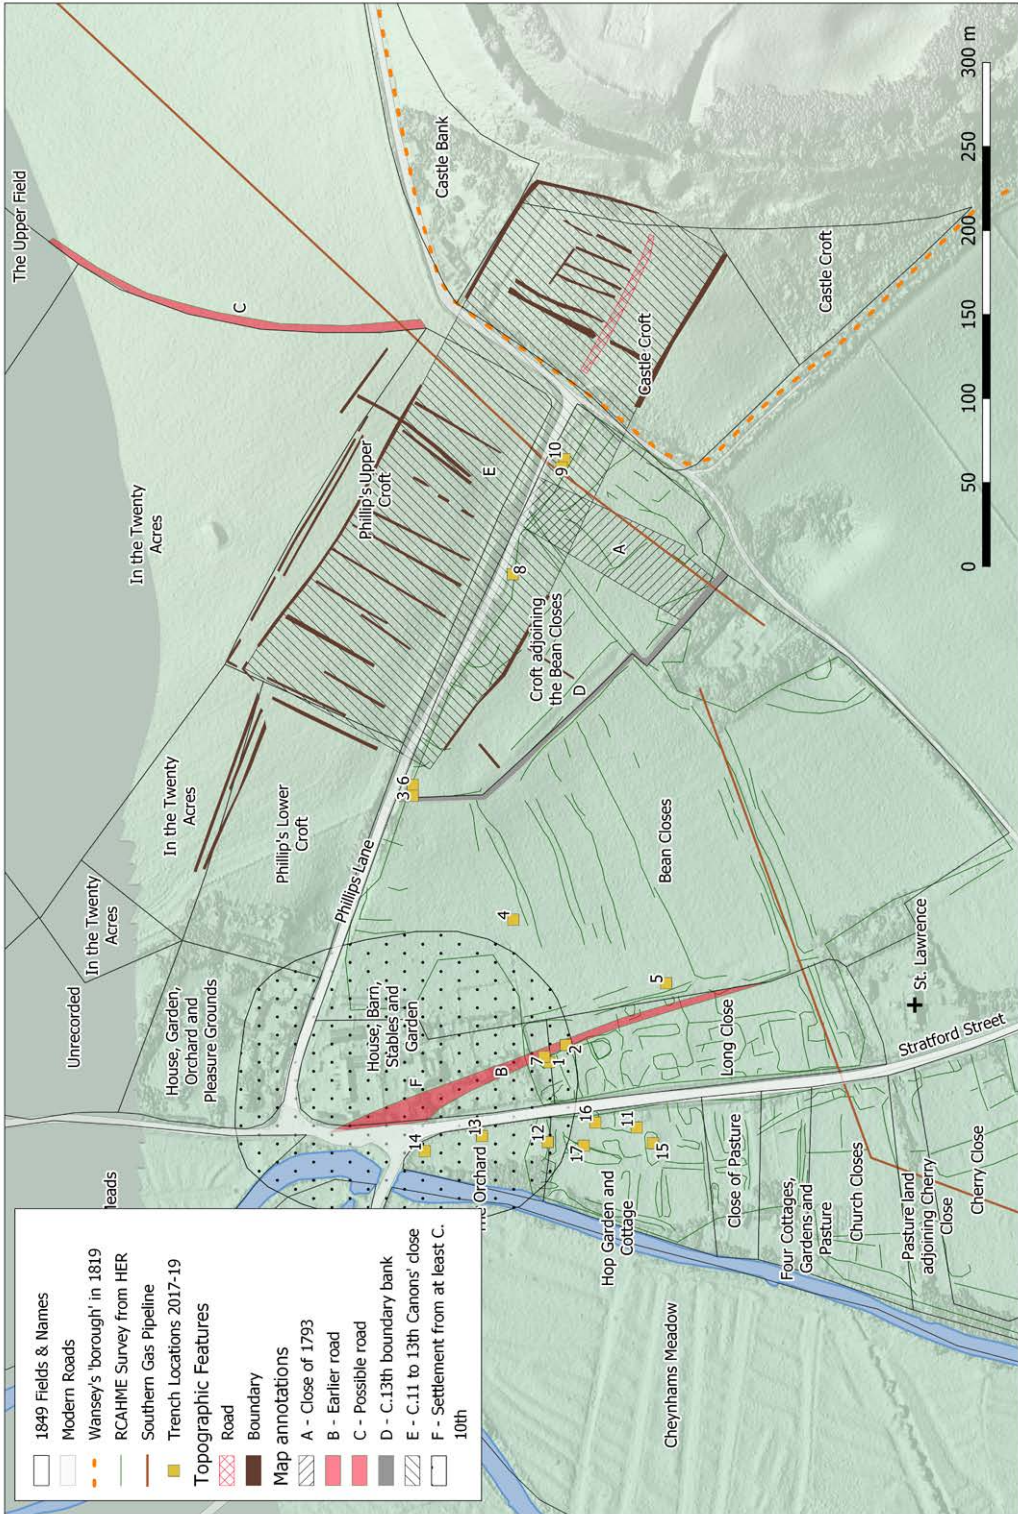 The Upper Field
In the Twenty
Acres
In the Twenty
Acres
In the Twenty
Acres
Unrecorded
House, Garden,
Orchard and
Pleasure Grounds
Phillip's Lower
Croft
Phillip's Upper
Croft
Castle Bank
Castle Croft
Castle Croft
C
E
A
D
B
F
Phillips Lane
Croft adjoining
the Bean Closes
Bean Closes
House, Barn,
Stables and
Garden
Long Close
St. Lawrence
Stratford Street
Orchard
Hop Garden and
Cottage
Close of Pasture
Four Cottages,
Gardens and
Pasture
Church Closes
Pasture land
adjoining Cherry
Close
Cherry Close
Cheynhams Meadow
10
9
8
3
6
4
5
7
1
2
14
13
12
17
16
11
15
0
50
100
150
200
250
300 m
1849 Fields & Names
Modern Roads
Wansey's 'borough' in 1819
RCAHME Survey from HER
Southern Gas Pipeline
Trench Locations 2017-19
Topographic Features
Road
Boundary
Map annotations
A - Close of 1793
B - Earlier road
C - Possible road
D - C.13th boundary bank
E - C.11 to 13th Canons' close
F - Settlement from at least C.
10th